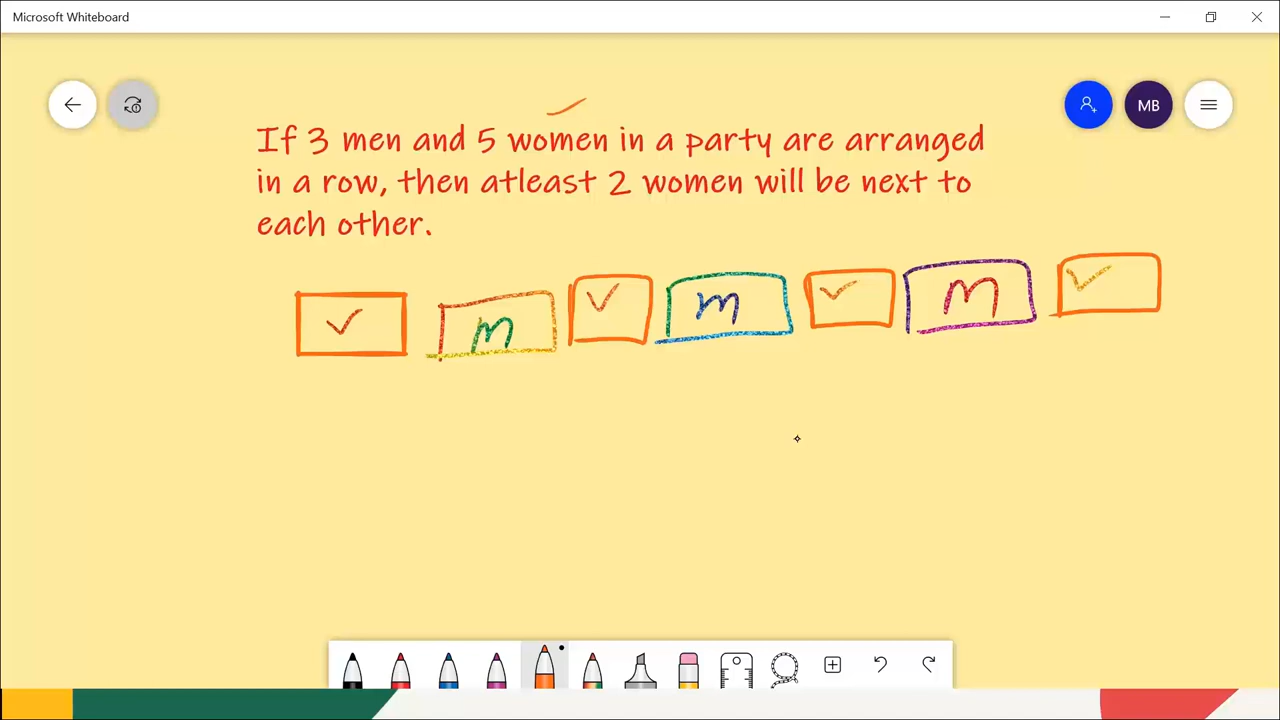 Microsoft Whiteboard
MB
If 3 men and 5 women in a party are arranged
in a row, then atleast 2 women will be next to
each other.
m m m